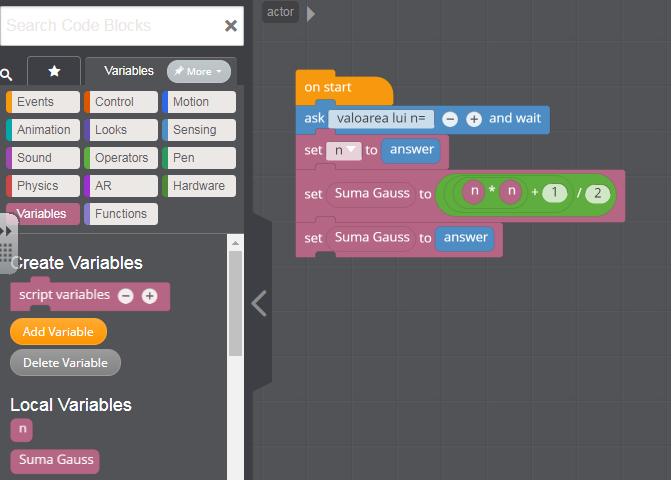 Search Code Blocks
Variables
More
Events
Control
Motion
Animation
Looks
Sensing
Sound
Operators
Pen
Physics
AR
Hardware
Variables
Functions
Create Variables
script variables − +
Add Variable
Delete Variable
Local Variables
n
Suma Gauss
actor
on start
ask valoarea lui n= − + and wait
set n to answer
set Suma Gauss to n * n + 1 / 2
set Suma Gauss to answer